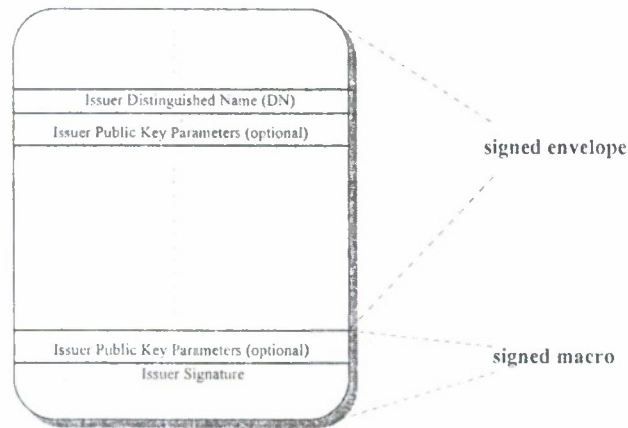 Issuer Distinguished Name (DN)
Issuer Public Key Parameters (optional)
signed envelope
Issuer Public Key Parameters (optional)
signed macro
Issuer Signature